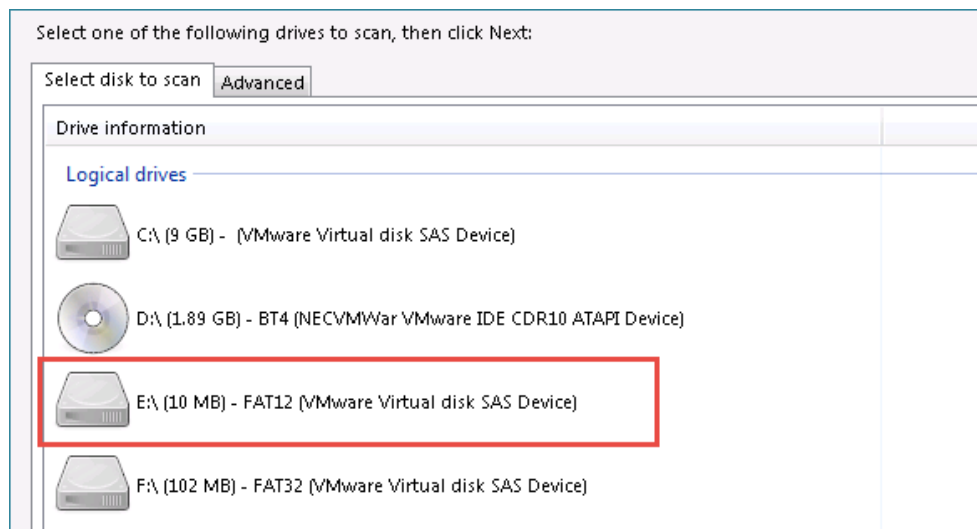 Select one of the following drives to scan, then click Next:
Select disk to scan
Advanced
Drive information
Logical drives
C:\ (9 GB) -  (VMware Virtual disk SAS Device)
D:\ (1.89 GB) - BT4 (NECVMWar VMware IDE CDR10 ATAPI Device)
E:\ (10 MB) - FAT12 (VMware Virtual disk SAS Device)
F:\ (102 MB) - FAT32 (VMware Virtual disk SAS Device)